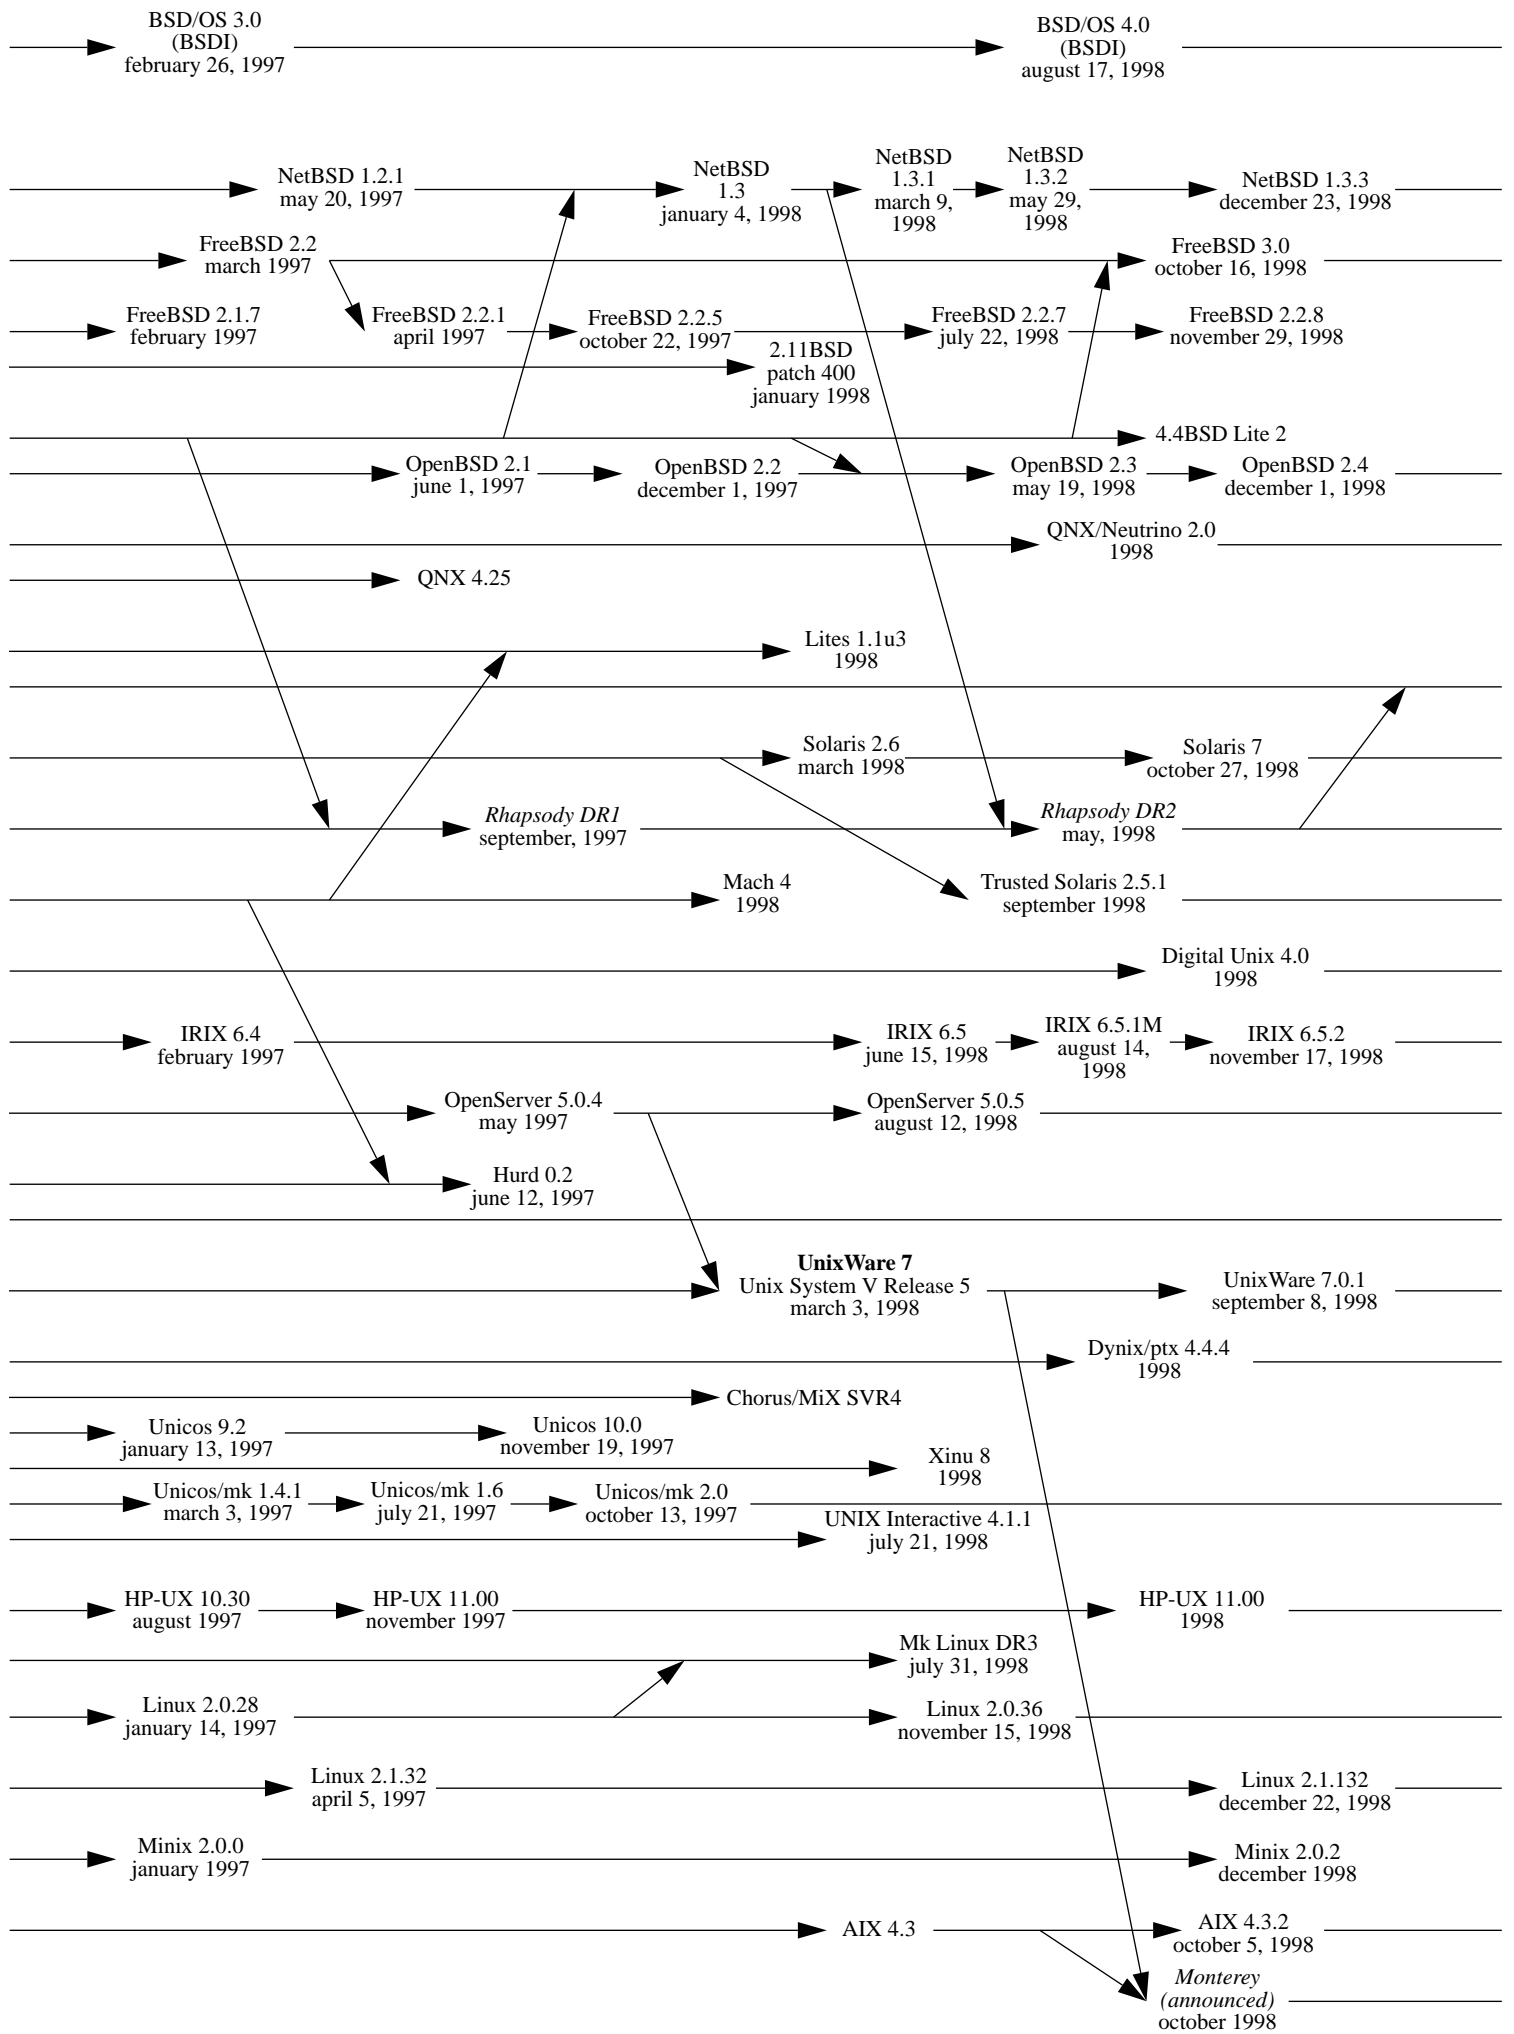 BSD/OS 3.0
(BSDI)
february 26, 1997
BSD/OS 4.0
(BSDI)
august 17, 1998
NetBSD 1.2.1
may 20, 1997
NetBSD
1.3
january 4, 1998
NetBSD
1.3.1
march 9,
1998
NetBSD
1.3.2
may 29,
1998
NetBSD 1.3.3
december 23, 1998
FreeBSD 2.2
march 1997
FreeBSD 3.0
october 16, 1998
FreeBSD 2.1.7
february 1997
FreeBSD 2.2.1
april 1997
FreeBSD 2.2.5
october 22, 1997
FreeBSD 2.2.7
july 22, 1998
FreeBSD 2.2.8
november 29, 1998
2.11BSD
patch 400
january 1998
4.4BSD Lite 2
OpenBSD 2.1
june 1, 1997
OpenBSD 2.2
december 1, 1997
OpenBSD 2.3
may 19, 1998
OpenBSD 2.4
december 1, 1998
QNX/Neutrino 2.0
1998
QNX 4.25
Lites 1.1u3
1998
Solaris 2.6
march 1998
Solaris 7
october 27, 1998
Rhapsody DR1
september, 1997
Rhapsody DR2
may, 1998
Mach 4
1998
Trusted Solaris 2.5.1
september 1998
Digital Unix 4.0
1998
IRIX 6.4
february 1997
IRIX 6.5
june 15, 1998
IRIX 6.5.1M
august 14,
1998
IRIX 6.5.2
november 17, 1998
OpenServer 5.0.4
may 1997
OpenServer 5.0.5
august 12, 1998
Hurd 0.2
june 12, 1997
UnixWare 7
Unix System V Release 5
march 3, 1998
UnixWare 7.0.1
september 8, 1998
Dynix/ptx 4.4.4
1998
Chorus/MiX SVR4
Unicos 9.2
january 13, 1997
Unicos 10.0
november 19, 1997
Xinu 8
1998
Unicos/mk 1.4.1
march 3, 1997
Unicos/mk 1.6
july 21, 1997
Unicos/mk 2.0
october 13, 1997
UNIX Interactive 4.1.1
july 21, 1998
HP-UX 10.30
august 1997
HP-UX 11.00
november 1997
HP-UX 11.00
1998
Mk Linux DR3
july 31, 1998
Linux 2.0.28
january 14, 1997
Linux 2.0.36
november 15, 1998
Linux 2.1.32
april 5, 1997
Linux 2.1.132
december 22, 1998
Minix 2.0.0
january 1997
Minix 2.0.2
december 1998
AIX 4.3
AIX 4.3.2
october 5, 1998
Monterey
(announced)
october 1998